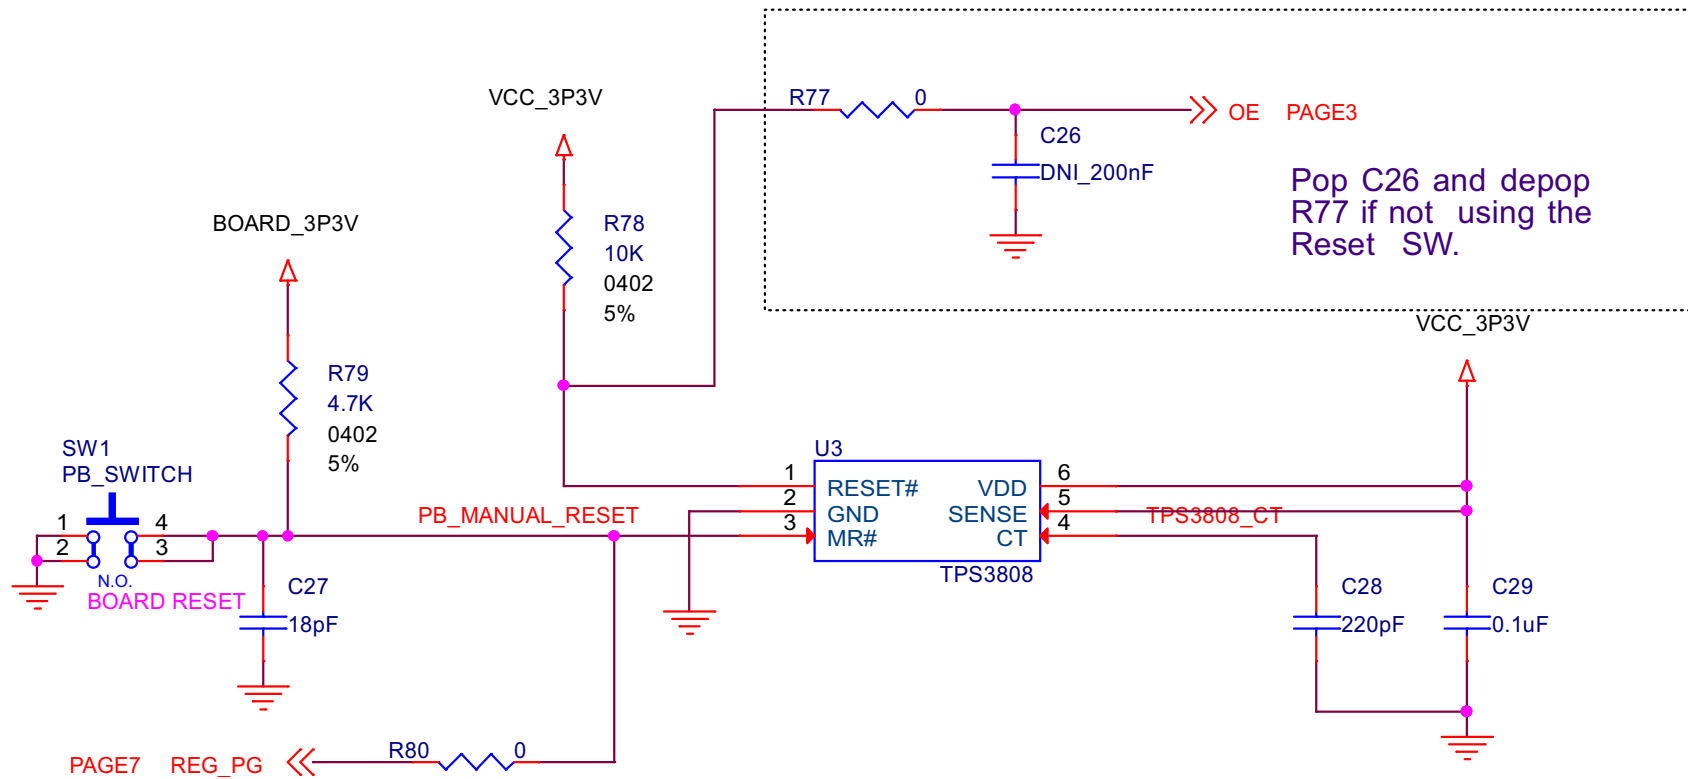 R77 0
OE PAGE3
C26
DNI_200nF
Pop C26 and depop
R77 if not using the
Reset SW.
VCC_3P3V
R78
10K
0402
5%
BOARD_3P3V
R79
4.7K
0402
5%
VCC_3P3V
SW1
PB_SWITCH
1
2
4
3
N.O.
BOARD RESET
C27
18pF
PB_MANUAL_RESET
U3
1 RESET# VDD 6
2 GND SENSE 5
3 MR# CT 4
TPS3808
TPS3808_CT
C28
220pF
C29
0.1uF
R80 0
PAGE7 REG_PG